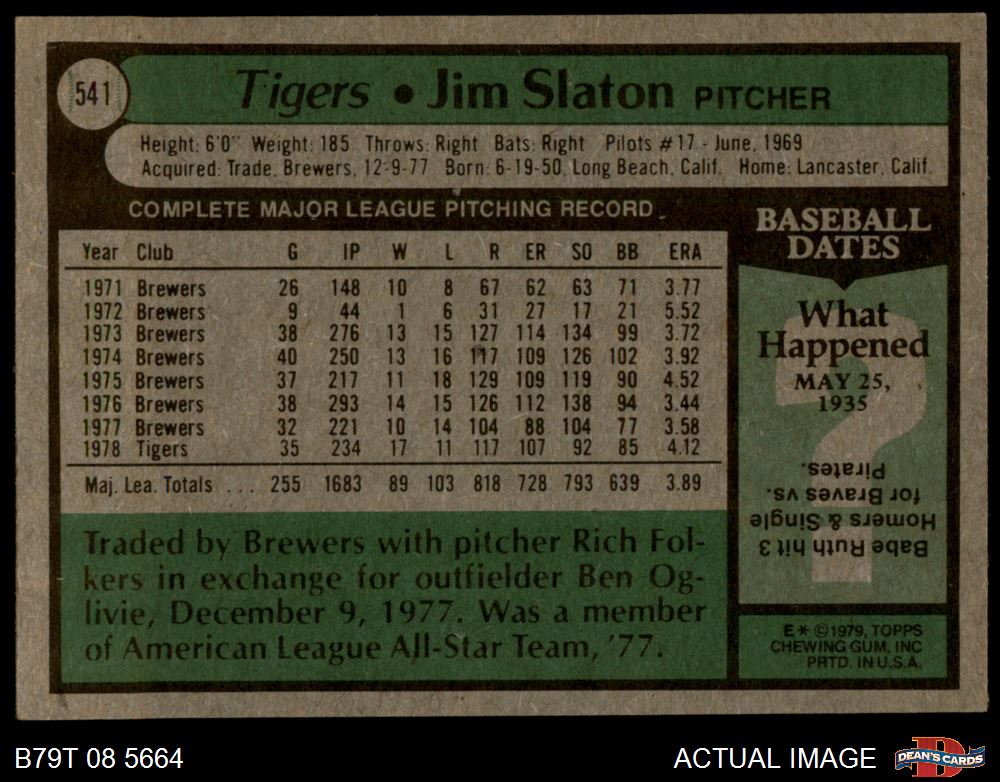 541
Tigers • Jim Slaton PITCHER
Height: 6'0" Weight: 185 Throws: Right Bats: Right Pilots #17 - June, 1969
Acquired: Trade, Brewers, 12-9-77 Born: 6-19-50, Long Beach, Calif. Home: Lancaster, Calif.
COMPLETE MAJOR LEAGUE PITCHING RECORD
Year Club G IP W L R ER SO BB ERA
1971 Brewers 26 148 10 8 67 62 63 71 3.77
1972 Brewers 9 44 1 6 31 27 17 21 5.52
1973 Brewers 38 276 13 15 127 114 134 99 3.72
1974 Brewers 40 250 13 16 117 109 126 102 3.92
1975 Brewers 37 217 11 18 129 109 119 90 4.52
1976 Brewers 38 293 14 15 126 112 138 94 3.44
1977 Brewers 32 221 10 14 104 88 104 77 3.58
1978 Tigers 35 234 17 11 117 107 92 85 4.12
Maj. Lea. Totals ... 255 1683 89 103 818 728 793 639 3.89
Traded by Brewers with pitcher Rich Fol-
kers in exchange for outfielder Ben Og-
livie, December 9, 1977. Was a member
of American League All-Star Team, '77.
BASEBALL
DATES
What
Happened
MAY 25,
1935
?
Babe Ruth hit 3
Homers & Single
for Braves vs.
Pirates.
E * © 1979, TOPPS
CHEWING GUM, INC
PRTD. IN U.S.A.
B79T 08 5664
ACTUAL IMAGE
D
DEAN'S CARDS